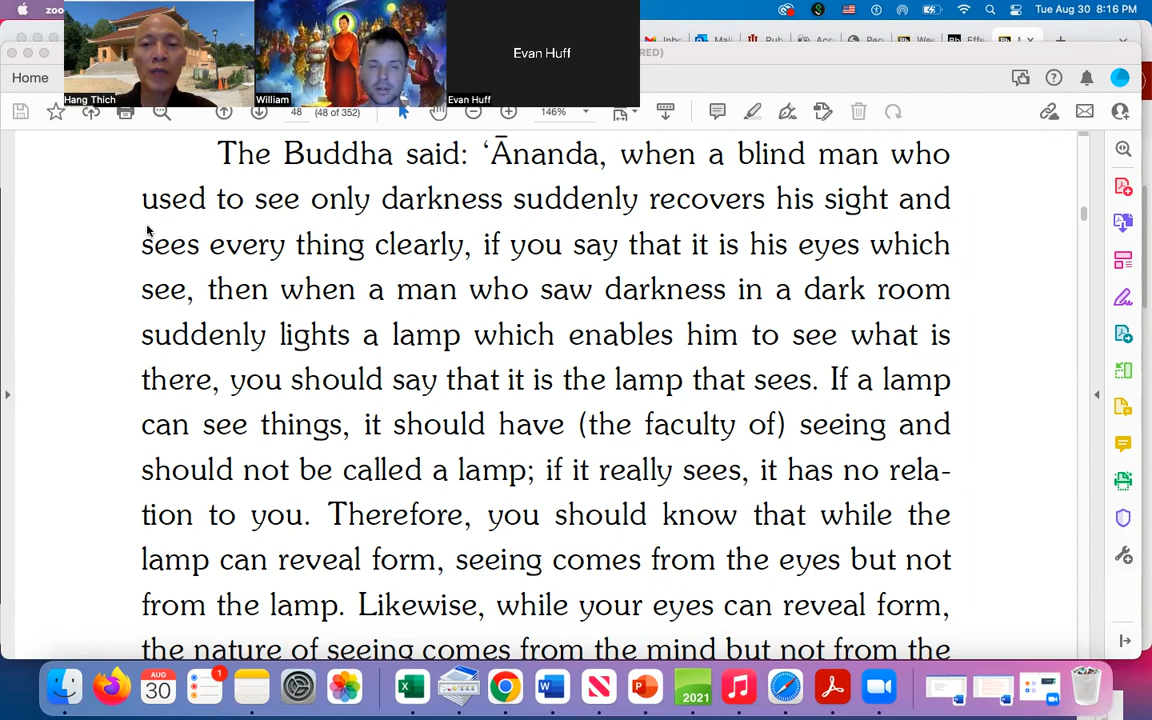 zoo
Tue Aug 30 8:16 PM
Hang Thich
William
Evan Huff
Evan Huff
RED)
Home
48
(48 of 352)
146%
The Buddha said: ‘Ānanda, when a blind man who
used to see only darkness suddenly recovers his sight and
sees every thing clearly, if you say that it is his eyes which
see, then when a man who saw darkness in a dark room
suddenly lights a lamp which enables him to see what is
there, you should say that it is the lamp that sees. If a lamp
can see things, it should have (the faculty of) seeing and
should not be called a lamp; if it really sees, it has no rela-
tion to you. Therefore, you should know that while the
lamp can reveal form, seeing comes from the eyes but not
from the lamp. Likewise, while your eyes can reveal form,
the nature of seeing comes from the mind but not from the
AUG
30
1
2021